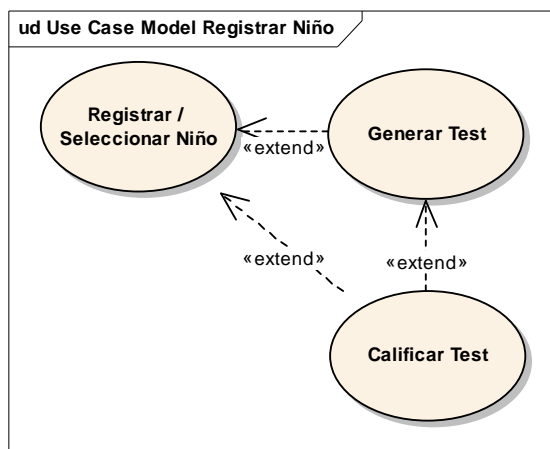 ud Use Case Model Registrar Niño
Registrar /
Seleccionar Niño
Generar Test
«extend»
«extend»
«extend»
Calificar Test